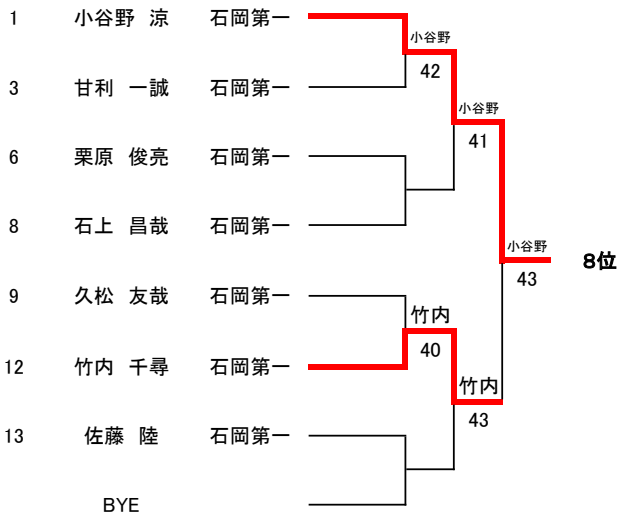 1 小谷野 涼 石岡第一
小谷野
42
3 甘利 一誠 石岡第一
小谷野
41
6 栗原 俊亮 石岡第一
8 石上 昌哉 石岡第一
小谷野
43
8位
9 久松 友哉 石岡第一
竹内
40
12 竹内 千尋 石岡第一
竹内
43
13 佐藤 陸 石岡第一
BYE